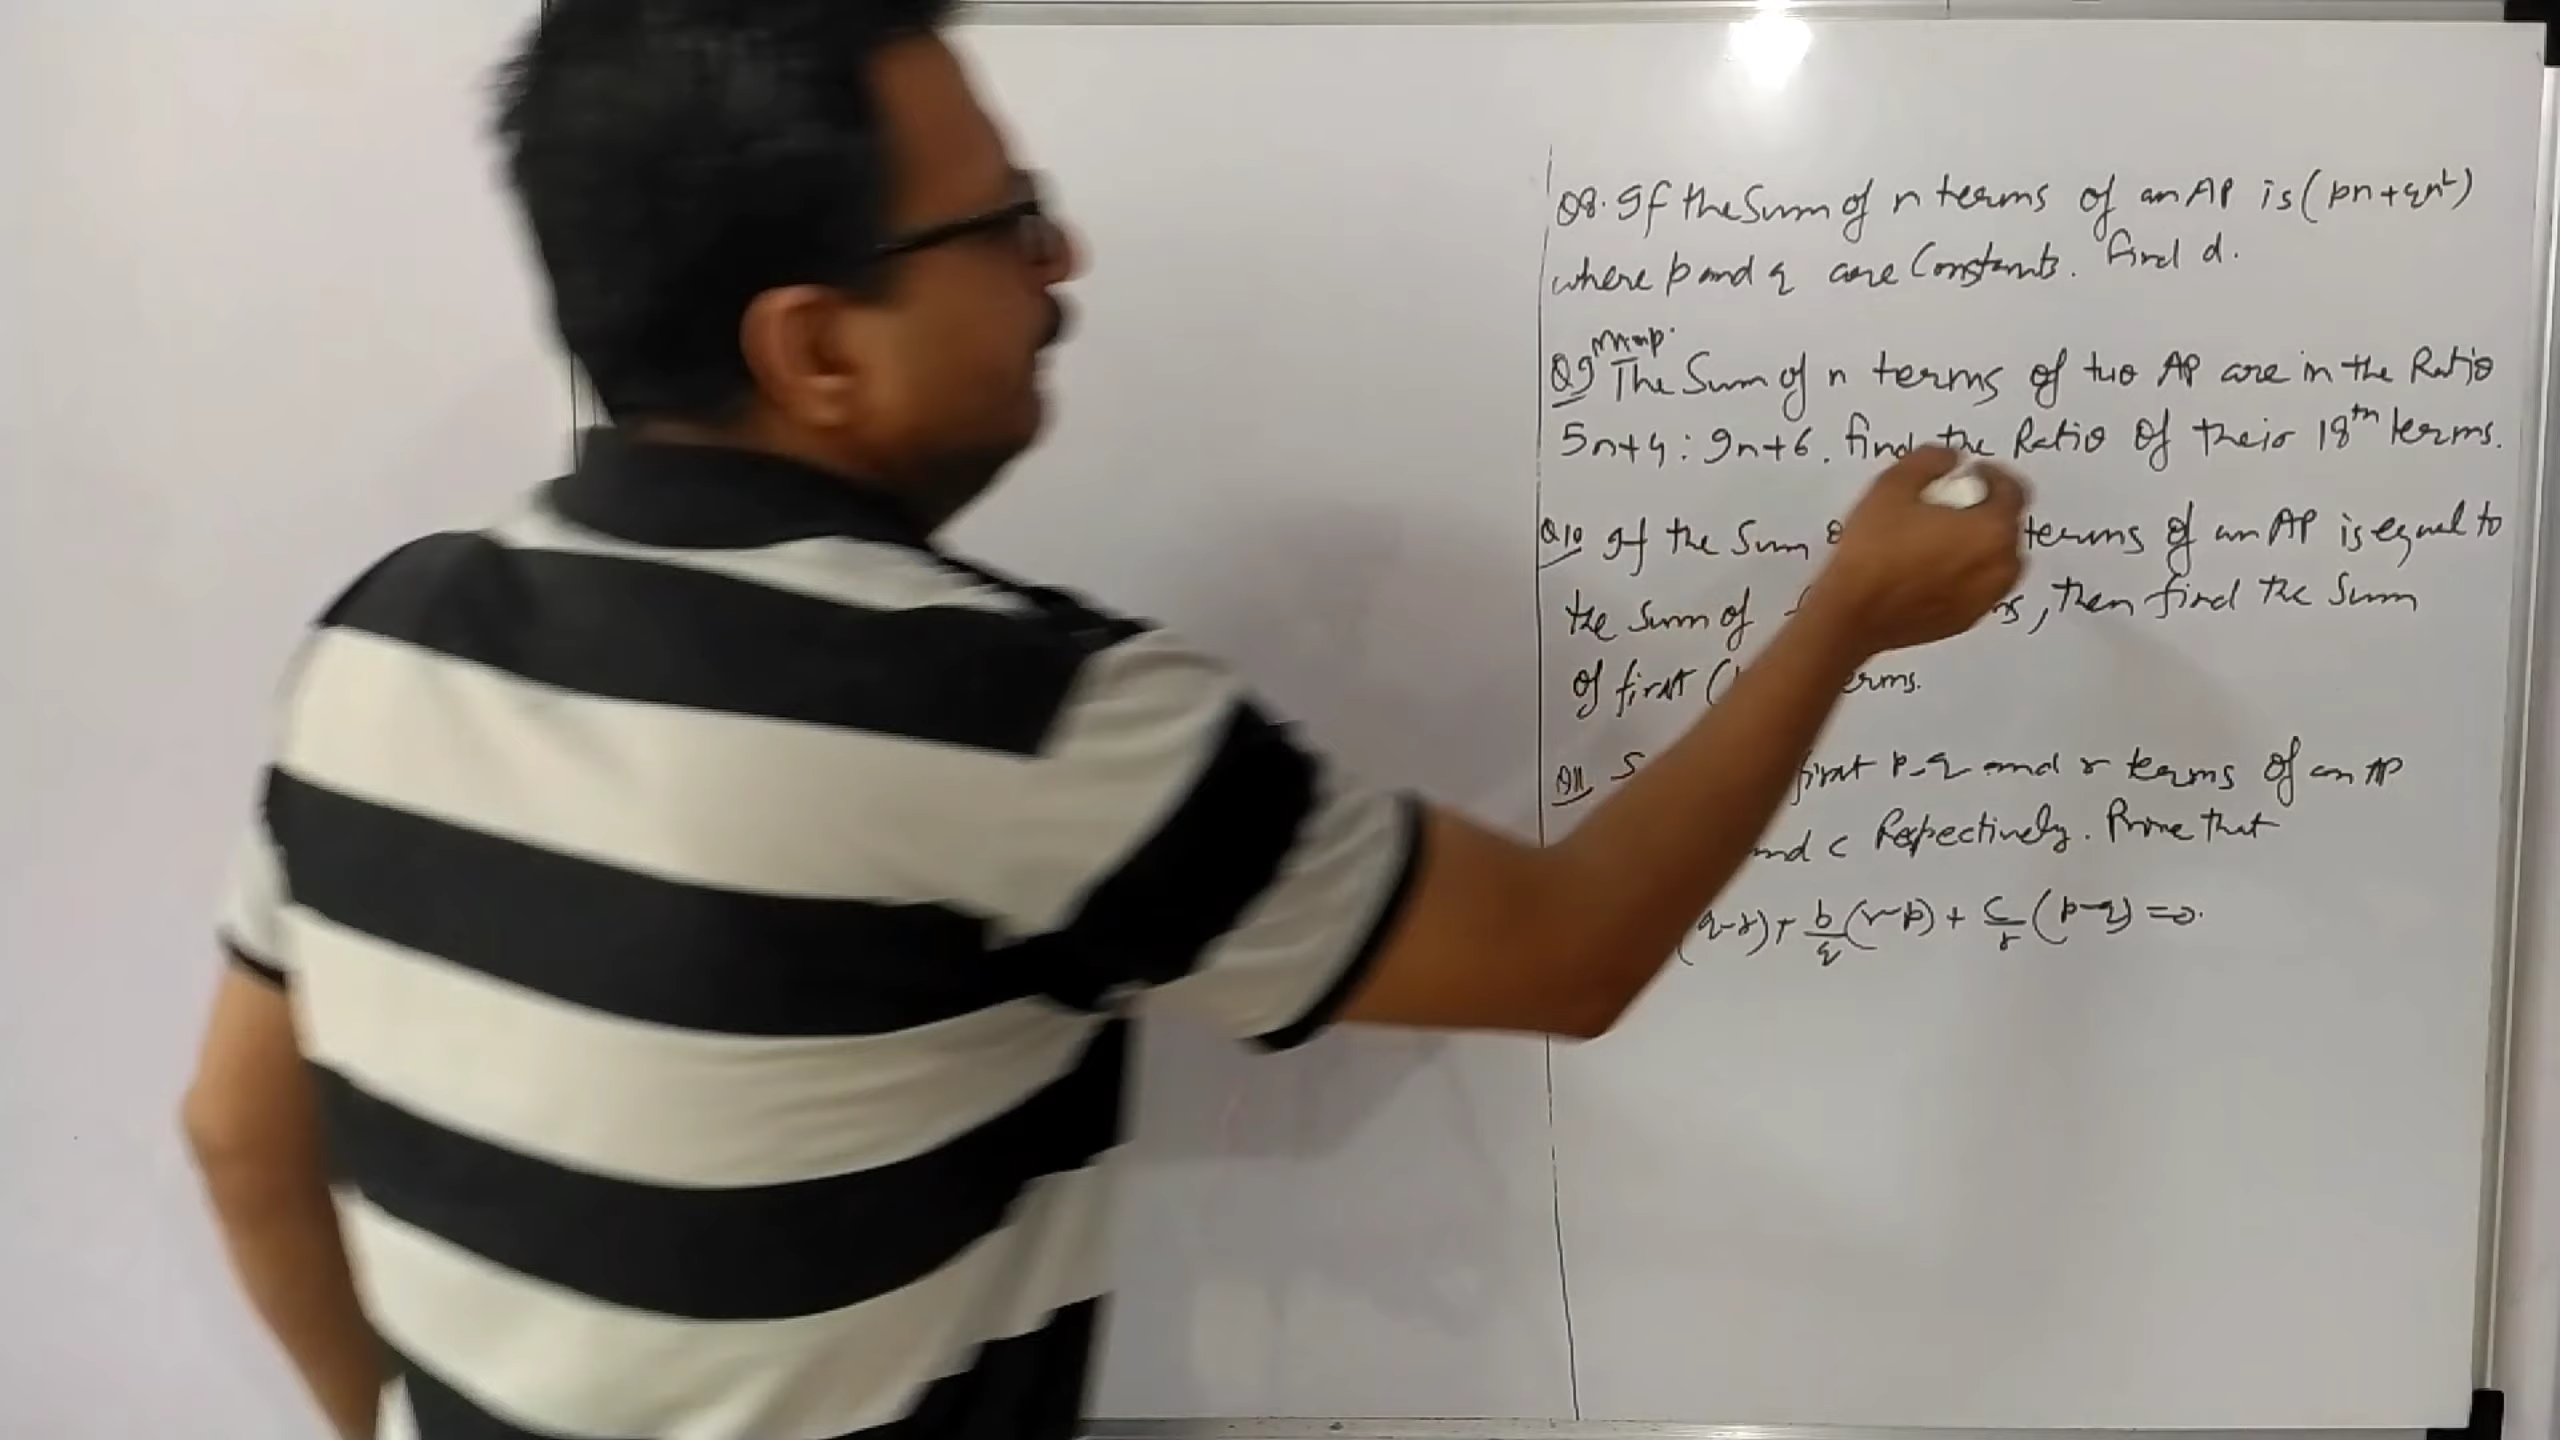 Q8. If the Sum of n terms of an AP is (pn+qn²)
where p and q are Constants. find d.
M.imp.
Q9 The Sum of n terms of two AP are in the Ratio
5n+4 : 9n+6. find the Ratio of their 18th terms.
Q10 If the Sum terms of an AP is equal to
the Sum of , then find the Sum
of first ( erms.
Q11 S first p, q and r terms of an AP
and c Respectively. Prove that
(q-r) + b/q (r-p) + c/r (p-q) = 0.